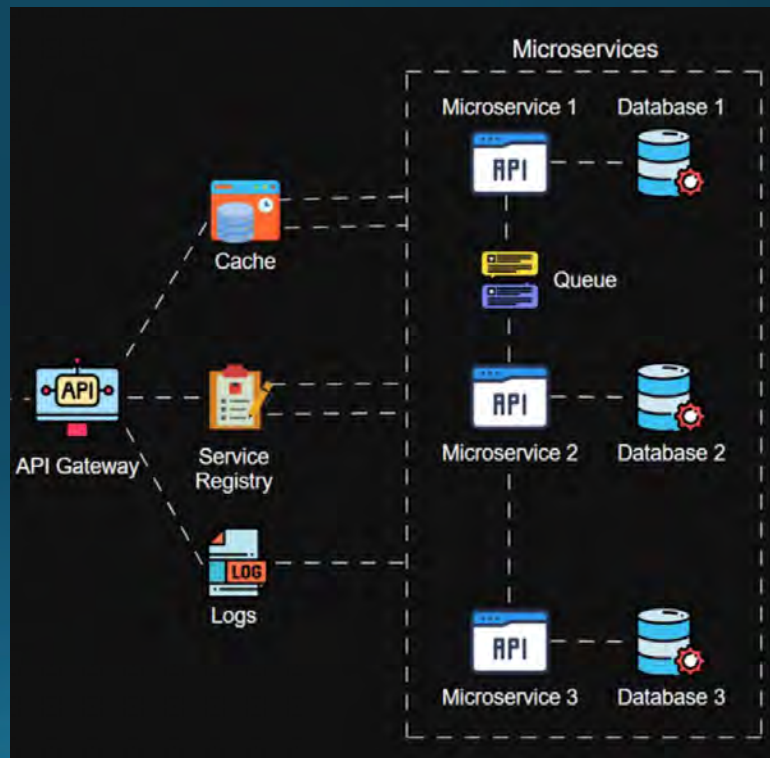 Microservices
Microservice 1
Database 1
API
Cache
Queue
API
API Gateway
Service
Registry
API
Microservice 2
Database 2
LOG
Logs
API
Microservice 3
Database 3